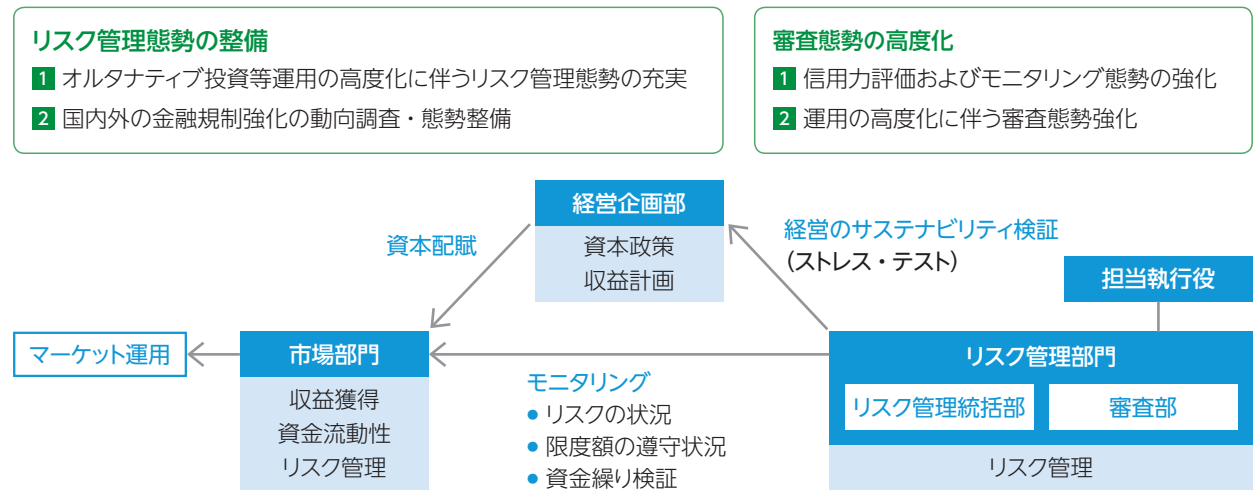 リスク管理態勢の整備
1 オルタナティブ投資等運用の高度化に伴うリスク管理態勢の充実
2 国内外の金融規制強化の動向調査・態勢整備
審査態勢の高度化
1 信用力評価およびモニタリング態勢の強化
2 運用の高度化に伴う審査態勢強化
経営企画部
資本政策
収益計画
資本配賦
経営のサステナビリティ検証
（ストレス・テスト）
担当執行役
マーケット運用
市場部門
収益獲得
資金流動性
リスク管理
モニタリング
● リスクの状況
● 限度額の遵守状況
● 資金繰り検証
リスク管理部門
リスク管理統括部
審査部
リスク管理